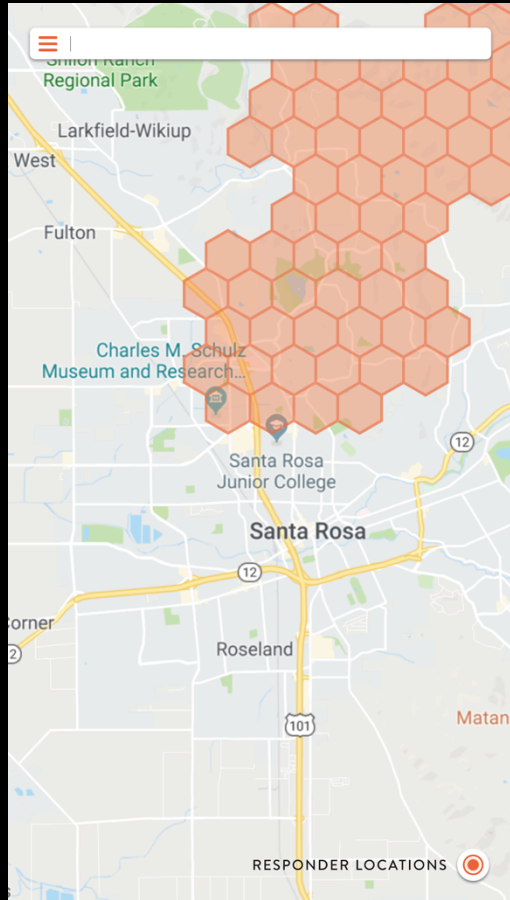 Shiloh Ranch
Regional Park
Larkfield-Wikiup
West
Fulton
Charles M. Schulz
Museum and Research...
12
Santa Rosa
Junior College
Santa Rosa
12
Corner
2
Roseland
101
Matan
RESPONDER LOCATIONS
s